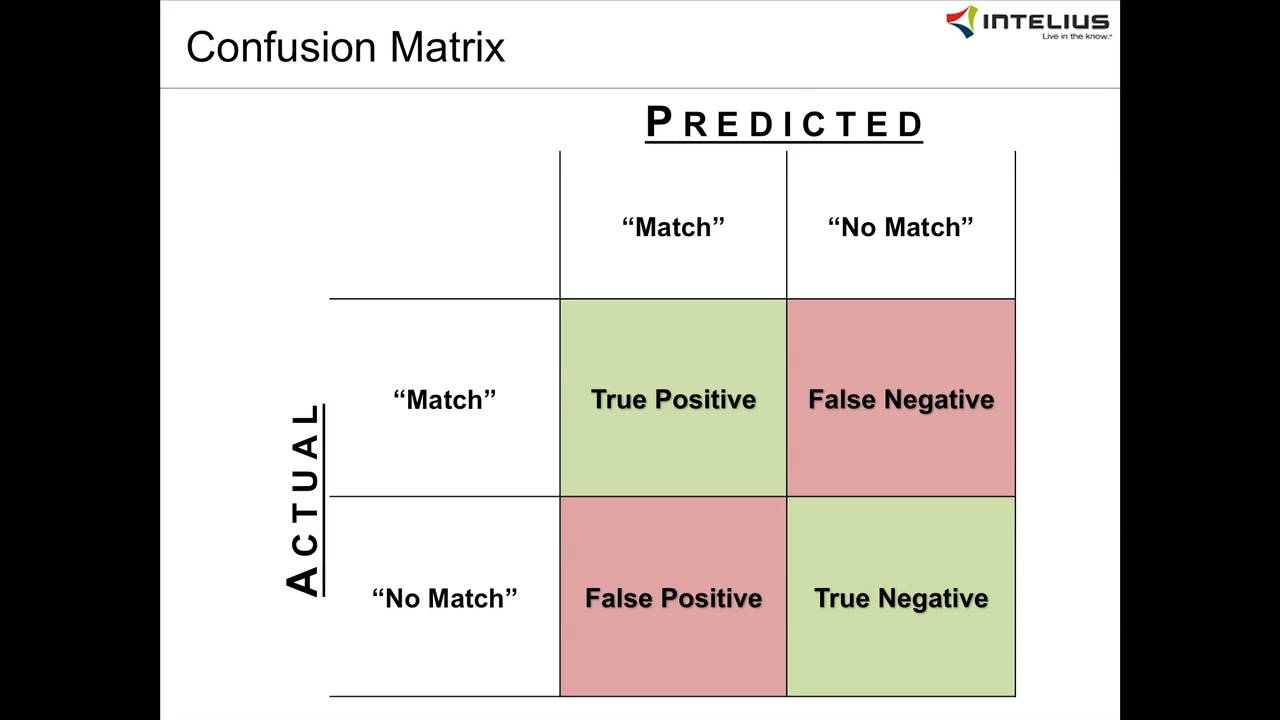 Confusion Matrix
INTELIUS
Live in the know.™
PREDICTED
“Match”
“No Match”
ACTUAL
“Match”
True Positive
False Negative
“No Match”
False Positive
True Negative